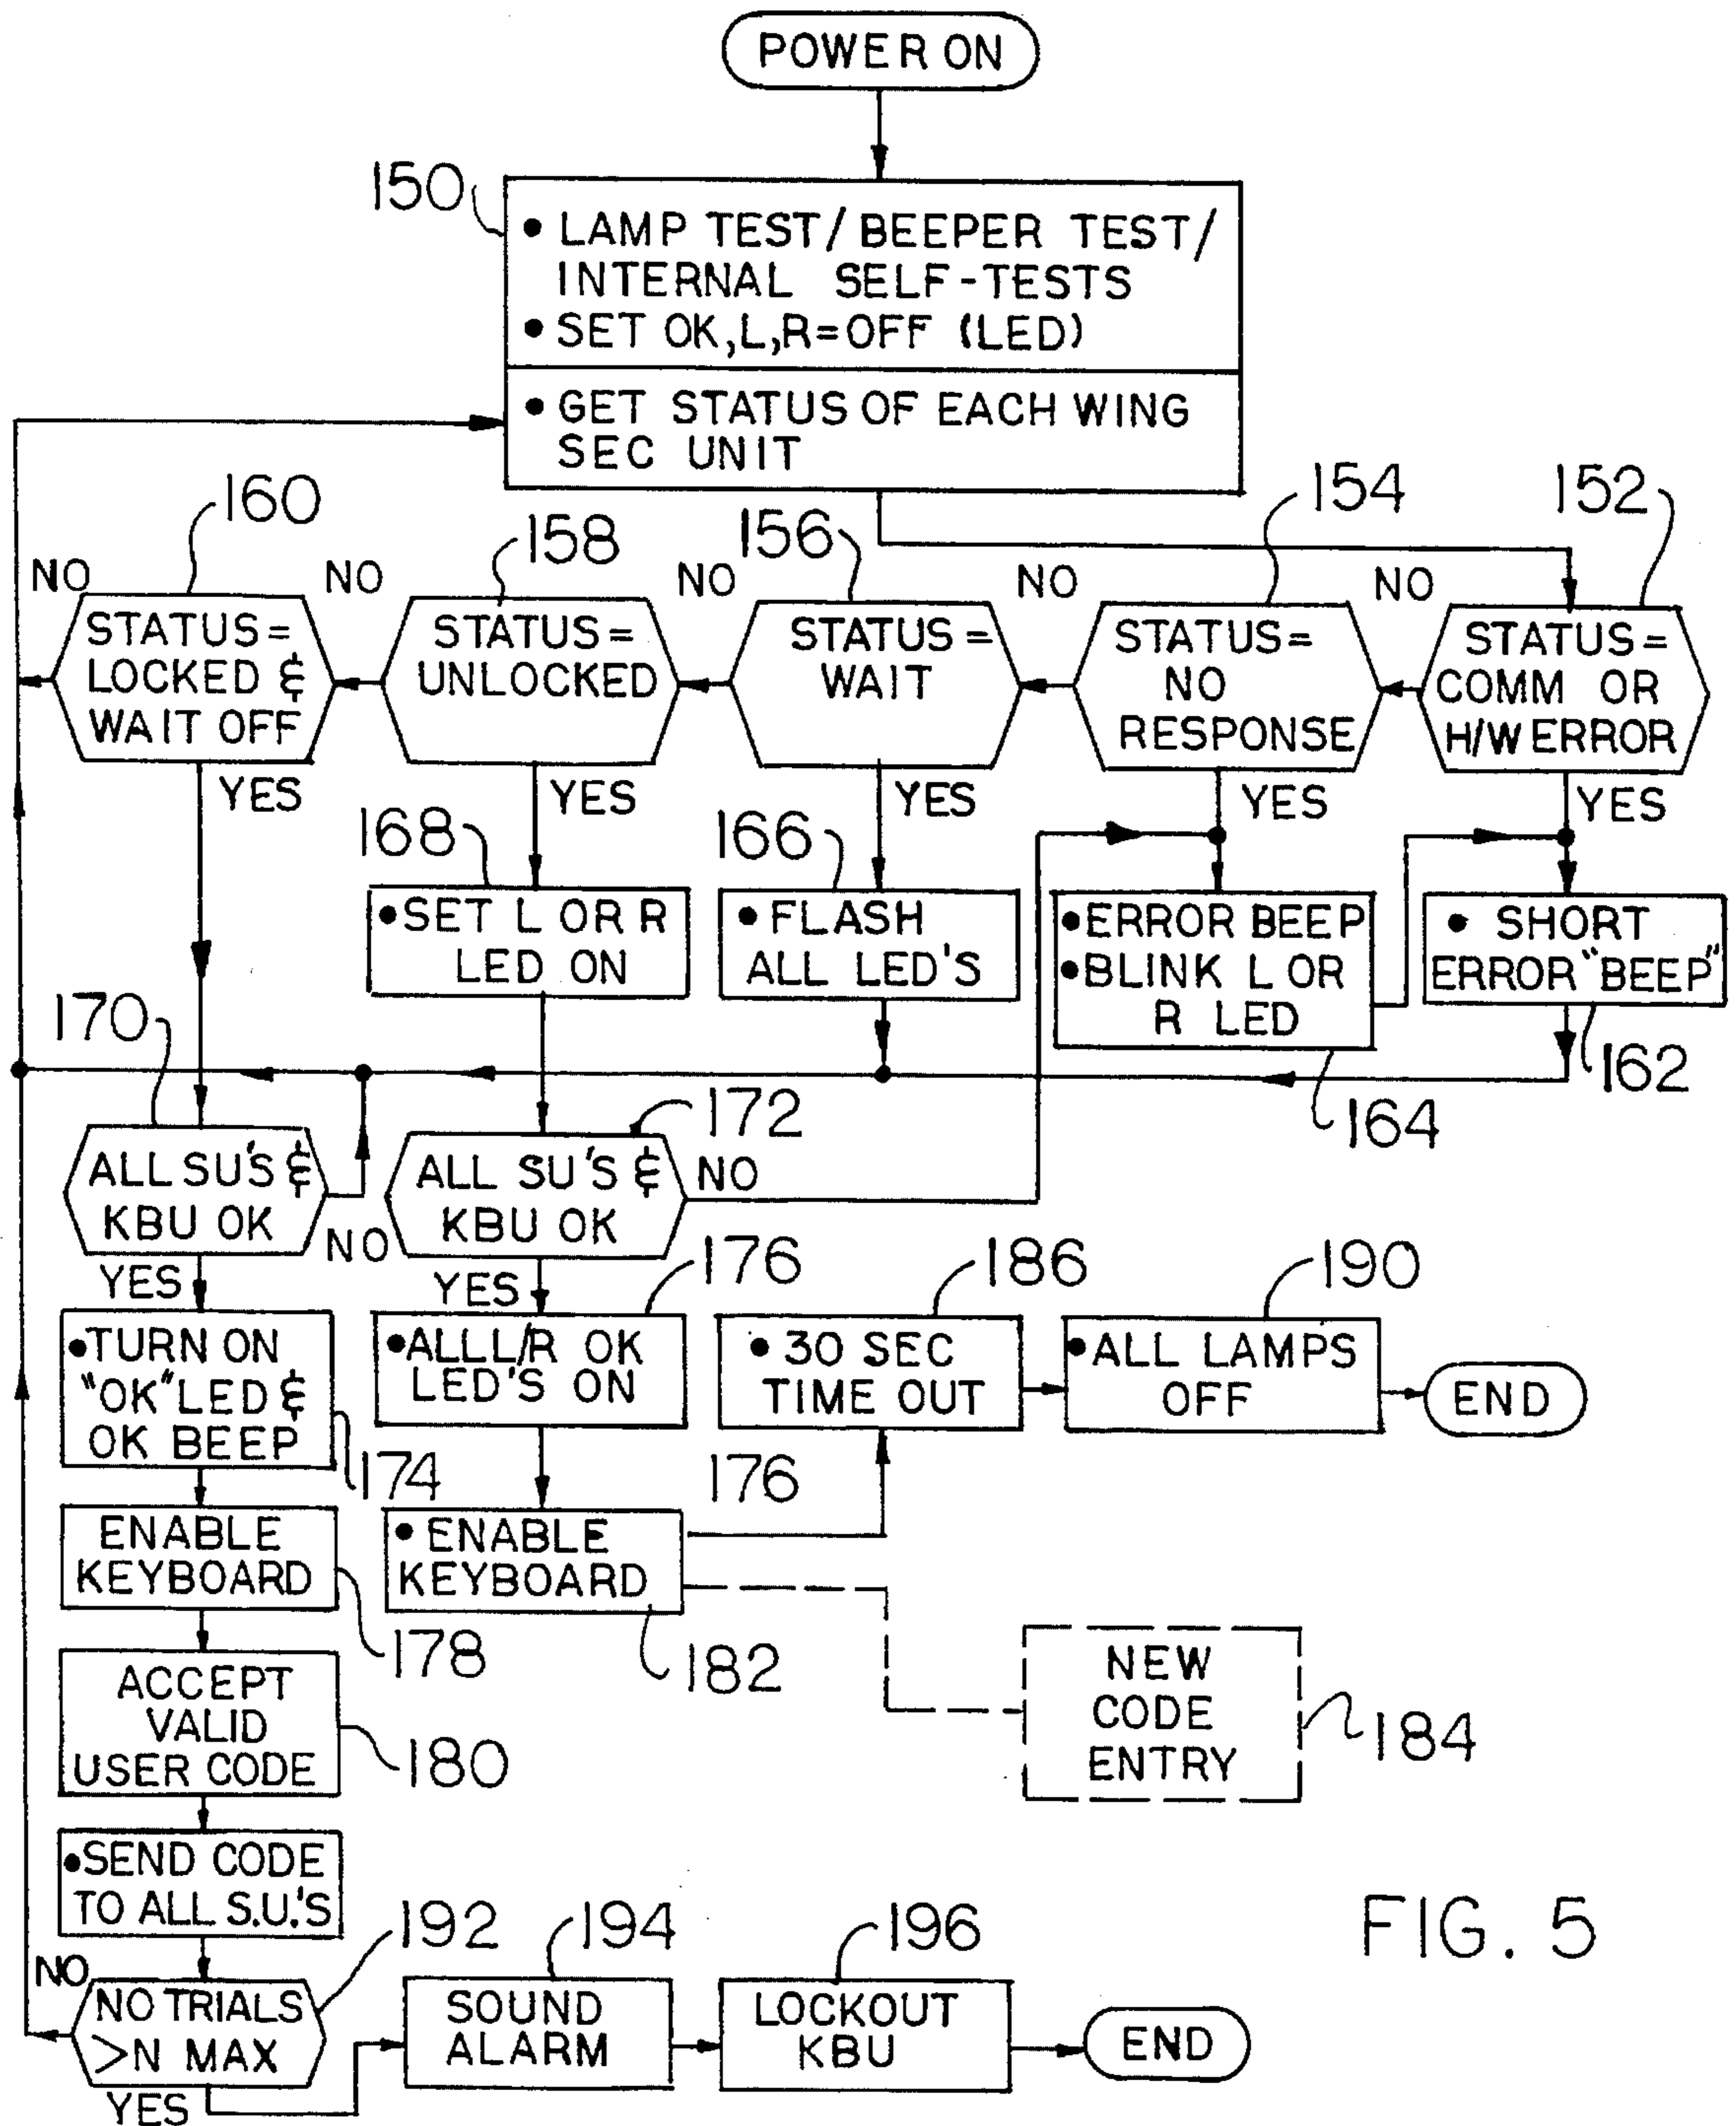 POWER ON
150
• LAMP TEST/BEEPER TEST/
INTERNAL SELF-TESTS
• SET OK,L,R=OFF (LED)
• GET STATUS OF EACH WING
SEC UNIT
160
158
156
154
152
NO
NO
NO
NO
NO
STATUS=
LOCKED &
WAIT OFF
STATUS=
UNLOCKED
STATUS=
WAIT
STATUS=
NO
RESPONSE
STATUS=
COMM OR
H/W ERROR
YES
YES
YES
YES
YES
168
166
• SET L OR R
LED ON
• FLASH
ALL LED'S
• ERROR BEEP
• BLINK L OR
R LED
• SHORT
ERROR "BEEP"
170
172
164
162
ALL SU'S &
KBU OK
NO
ALL SU'S &
KBU OK
NO
YES
YES
176
186
190
• TURN ON
"OK" LED &
OK BEEP
174
• ALL L/R OK
LED'S ON
• 30 SEC
TIME OUT
• ALL LAMPS
OFF
END
176
ENABLE
KEYBOARD
178
• ENABLE
KEYBOARD
182
NEW
CODE
ENTRY
184
ACCEPT
VALID
USER CODE
180
• SEND CODE
TO ALL S.U.'S
192
194
196
FIG. 5
NO
NO TRIALS
>N MAX
YES
SOUND
ALARM
LOCKOUT
KBU
END